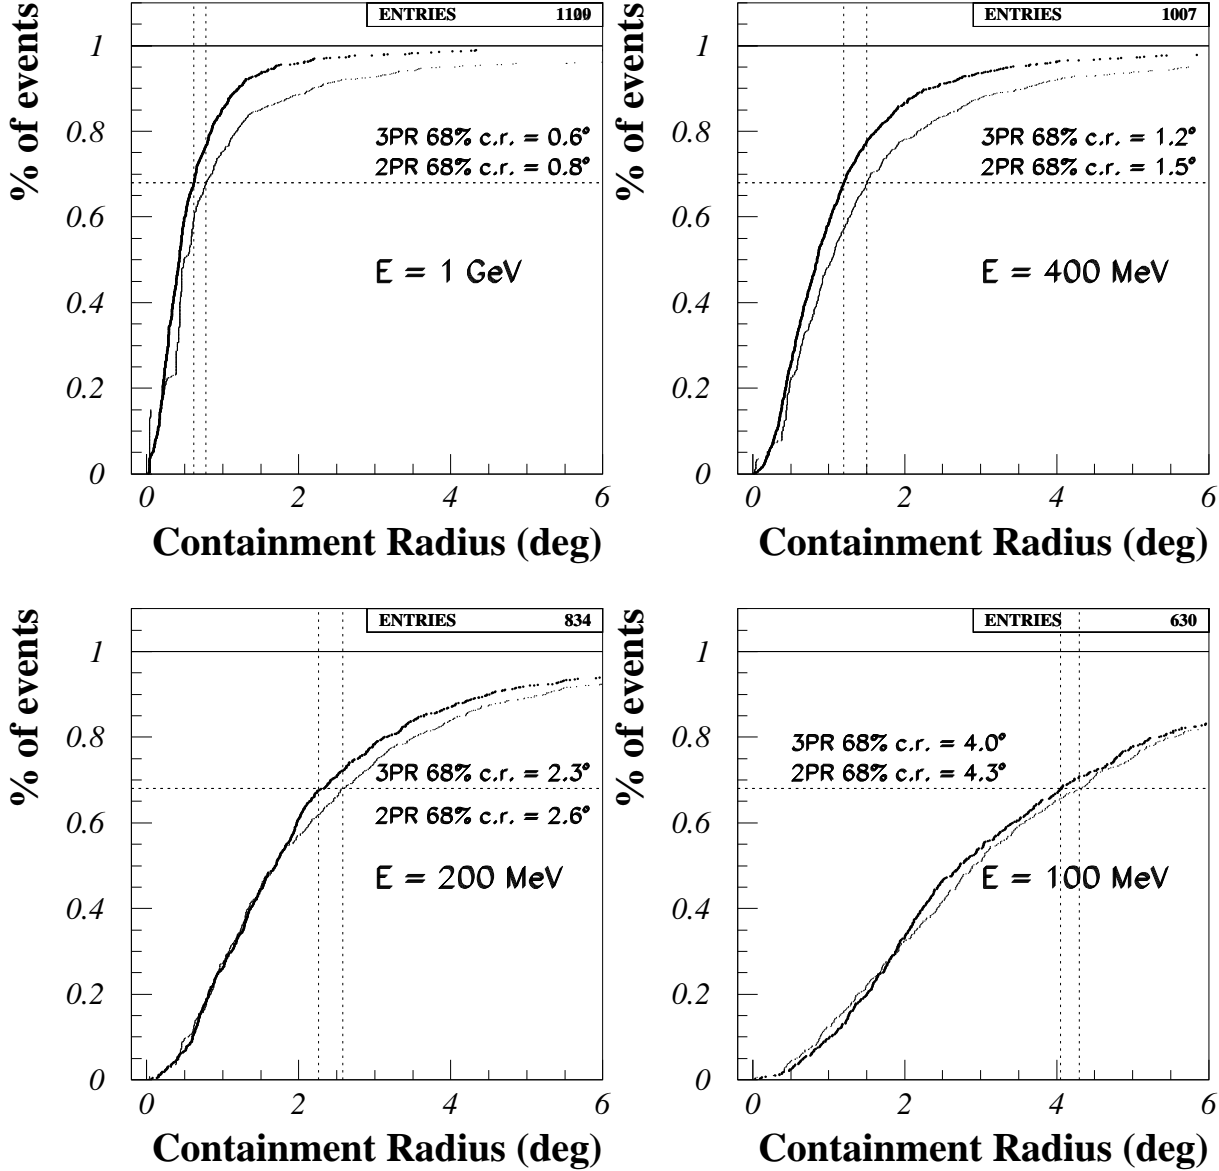 ENTRIES
% of events
1
0.8
0.6
0.4
0.2
0
3PR 68% c.r. = 0.6°
2PR 68% c.r. = 0.8°
E = 1 GeV
0 2 4 6
Containment Radius (deg)
ENTRIES 1007
% of events
1
0.8
0.6
0.4
0.2
0
3PR 68% c.r. = 1.2°
2PR 68% c.r. = 1.5°
E = 400 MeV
0 2 4 6
Containment Radius (deg)
ENTRIES 834
% of events
1
0.8
0.6
0.4
0.2
0
3PR 68% c.r. = 2.3°
2PR 68% c.r. = 2.6°
E = 200 MeV
0 2 4 6
Containment Radius (deg)
ENTRIES 630
% of events
1
0.8
0.6
0.4
0.2
0
3PR 68% c.r. = 4.0°
2PR 68% c.r. = 4.3°
E = 100 MeV
0 2 4 6
Containment Radius (deg)